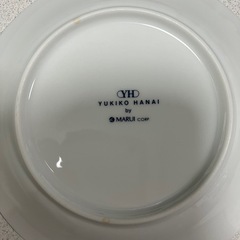 YH
YUKIKO HANAI
by
MARUI CORP